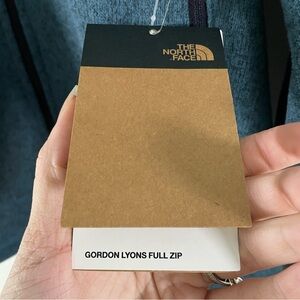 THE
NORTH
FACE
GORDON LYONS FULL ZIP